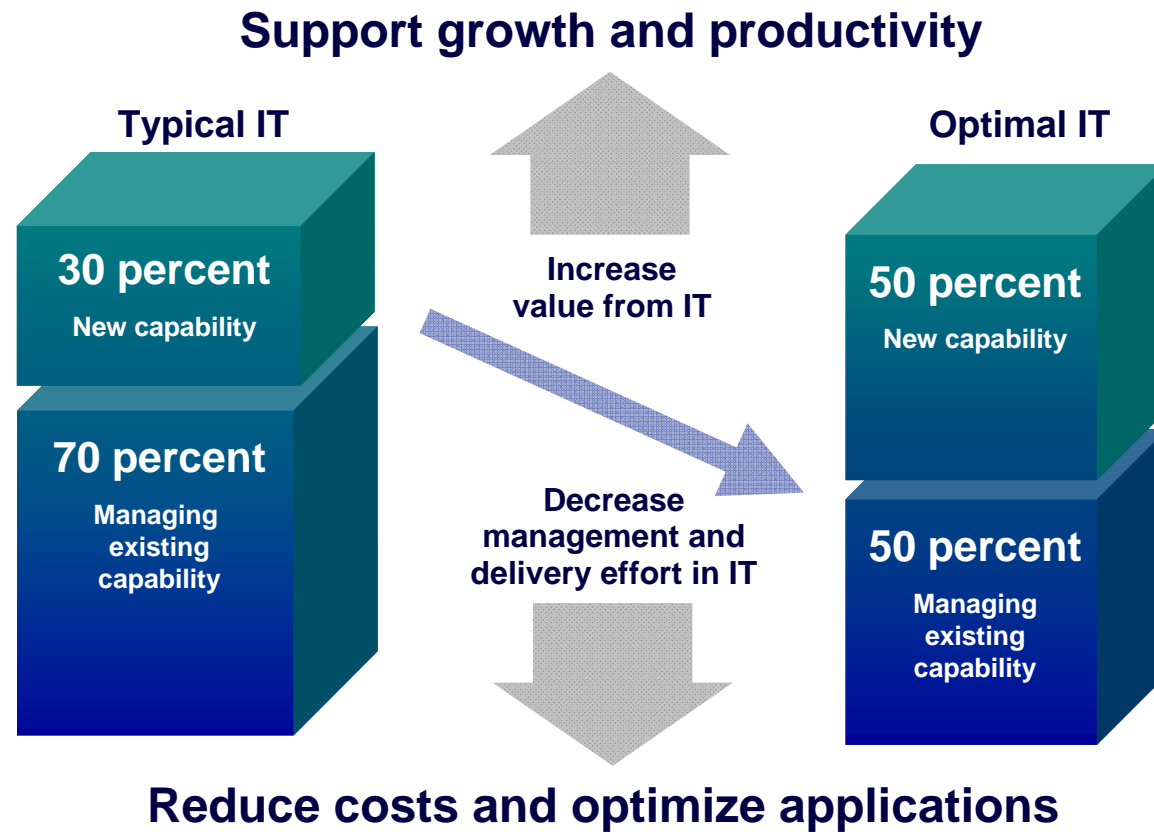 Support growth and productivity
Typical IT
Optimal IT
30 percent
New capability
70 percent
Managing
existing
capability
Increase
value from IT
Decrease
management and
delivery effort in IT
50 percent
New capability
50 percent
Managing
existing
capability
Reduce costs and optimize applications